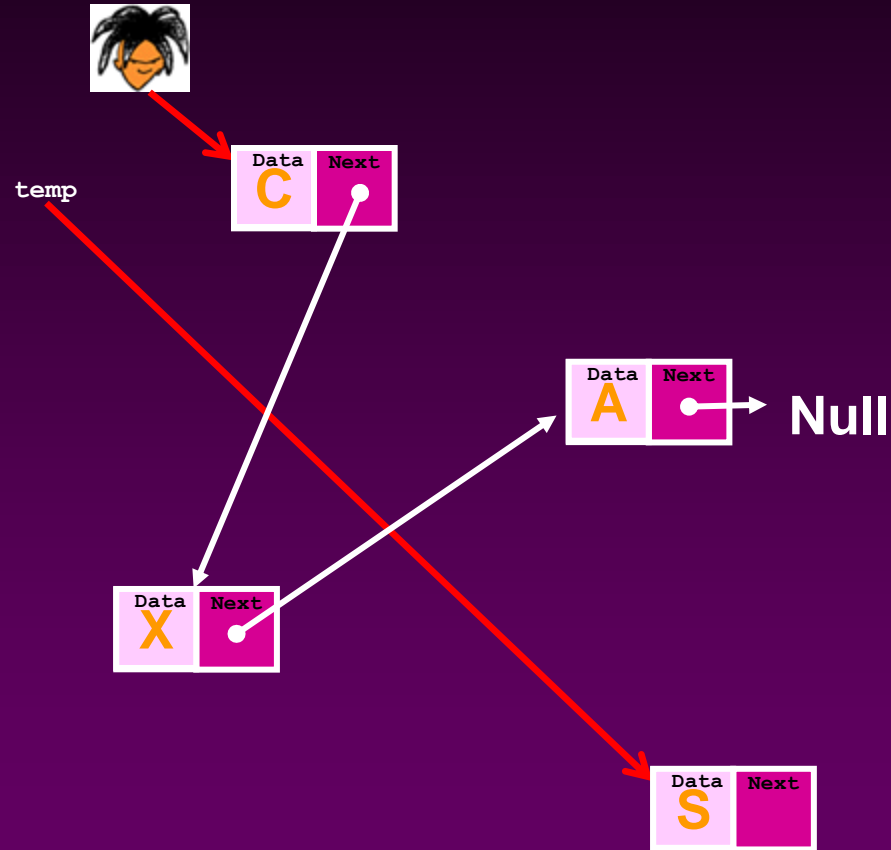 Data Next
C
temp
Data Next
A
Null
Data Next
X
Data Next
S